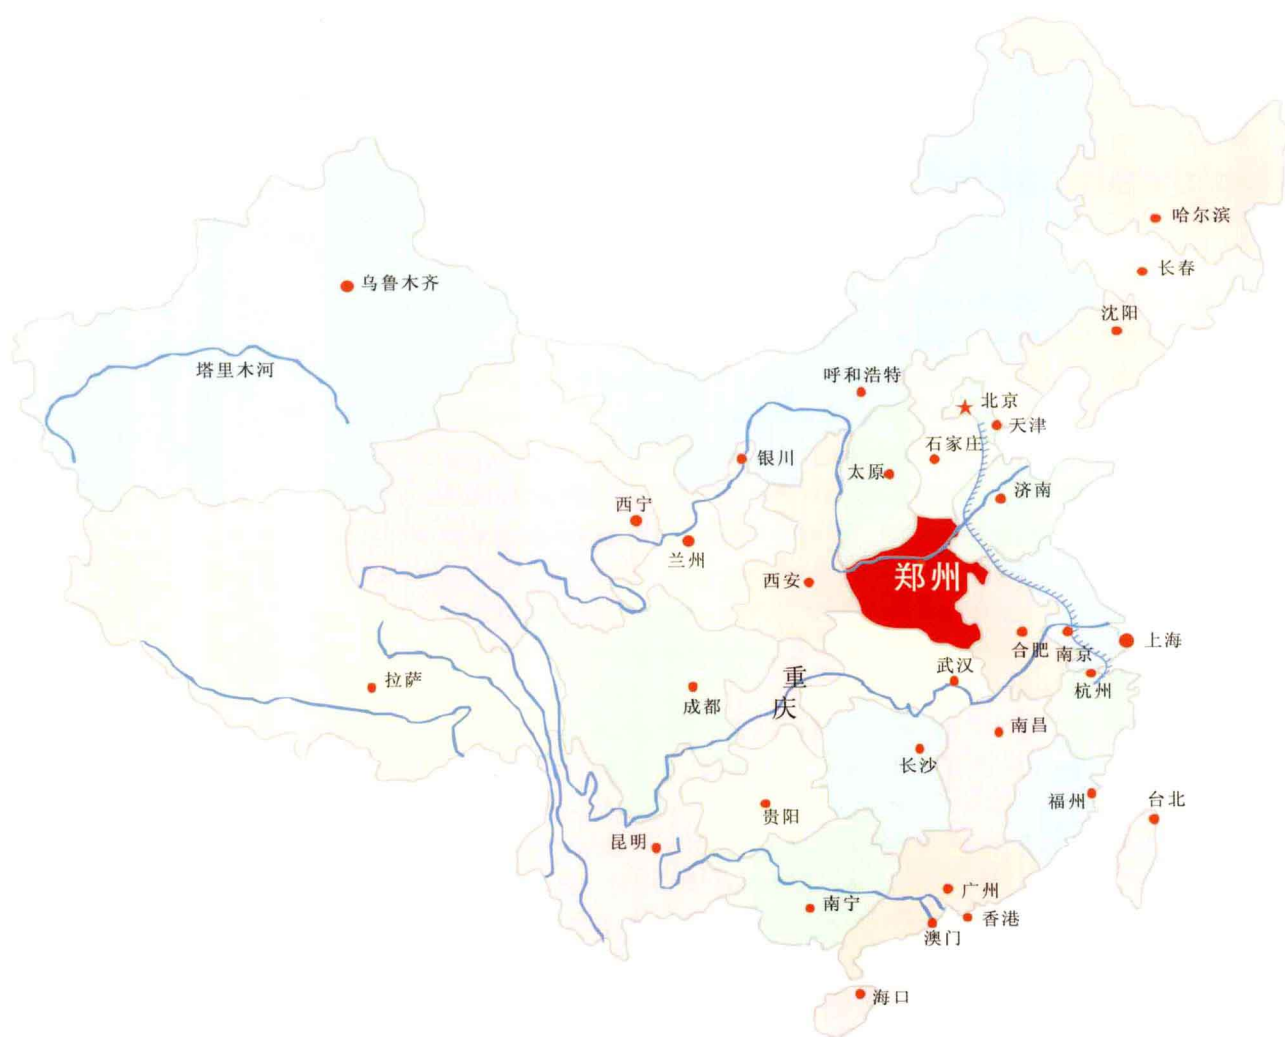 哈尔滨
长春
乌鲁木齐
沈阳
塔里木河
呼和浩特
北京
天津
石家庄
银川
太原
济南
西宁
兰州
西安
郑州
合肥
南京
上海
武汉
拉萨
重
庆
杭州
成都
南昌
长沙
福州
台北
贵阳
昆明
广州
南宁
香港
澳门
海口